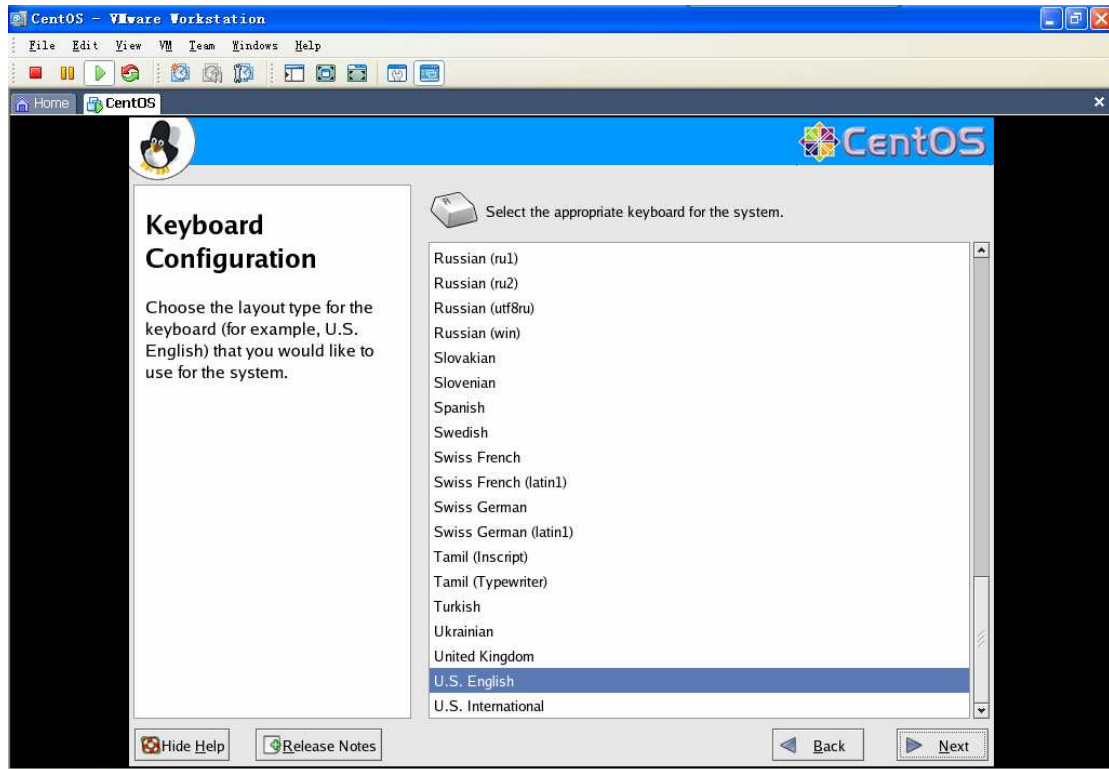 CentOS - VMware Workstation
File Edit View VM Team Windows Help
Home CentOS
CentOS
Keyboard
Configuration
Choose the layout type for the
keyboard (for example, U.S.
English) that you would like to
use for the system.
Select the appropriate keyboard for the system.
Russian (ru1)
Russian (ru2)
Russian (utf8ru)
Russian (win)
Slovakian
Slovenian
Spanish
Swedish
Swiss French
Swiss French (latin1)
Swiss German
Swiss German (latin1)
Tamil (Inscript)
Tamil (Typewriter)
Turkish
Ukrainian
United Kingdom
U.S. English
U.S. International
Hide Help Release Notes Back Next